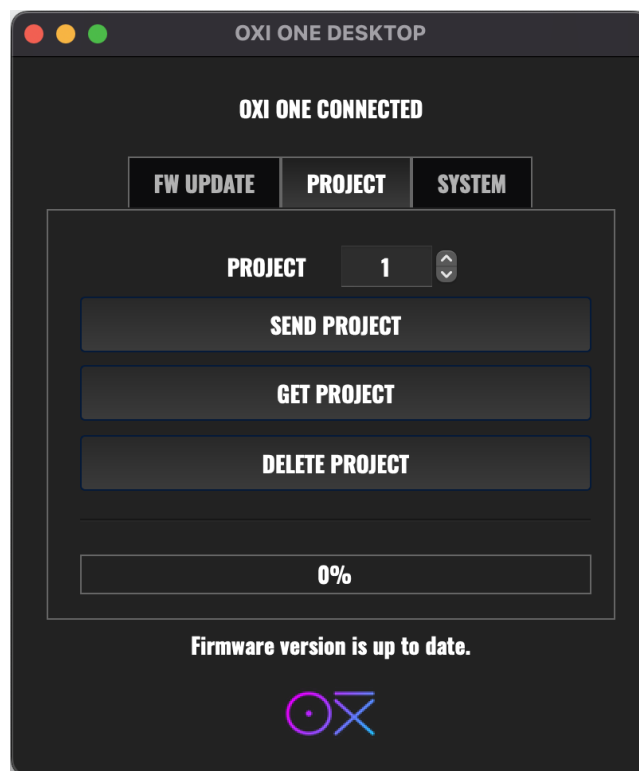 OXI ONE DESKTOP
OXI ONE CONNECTED
FW UPDATE PROJECT SYSTEM
PROJECT 1
SEND PROJECT
GET PROJECT
DELETE PROJECT
0%
Firmware version is up to date.